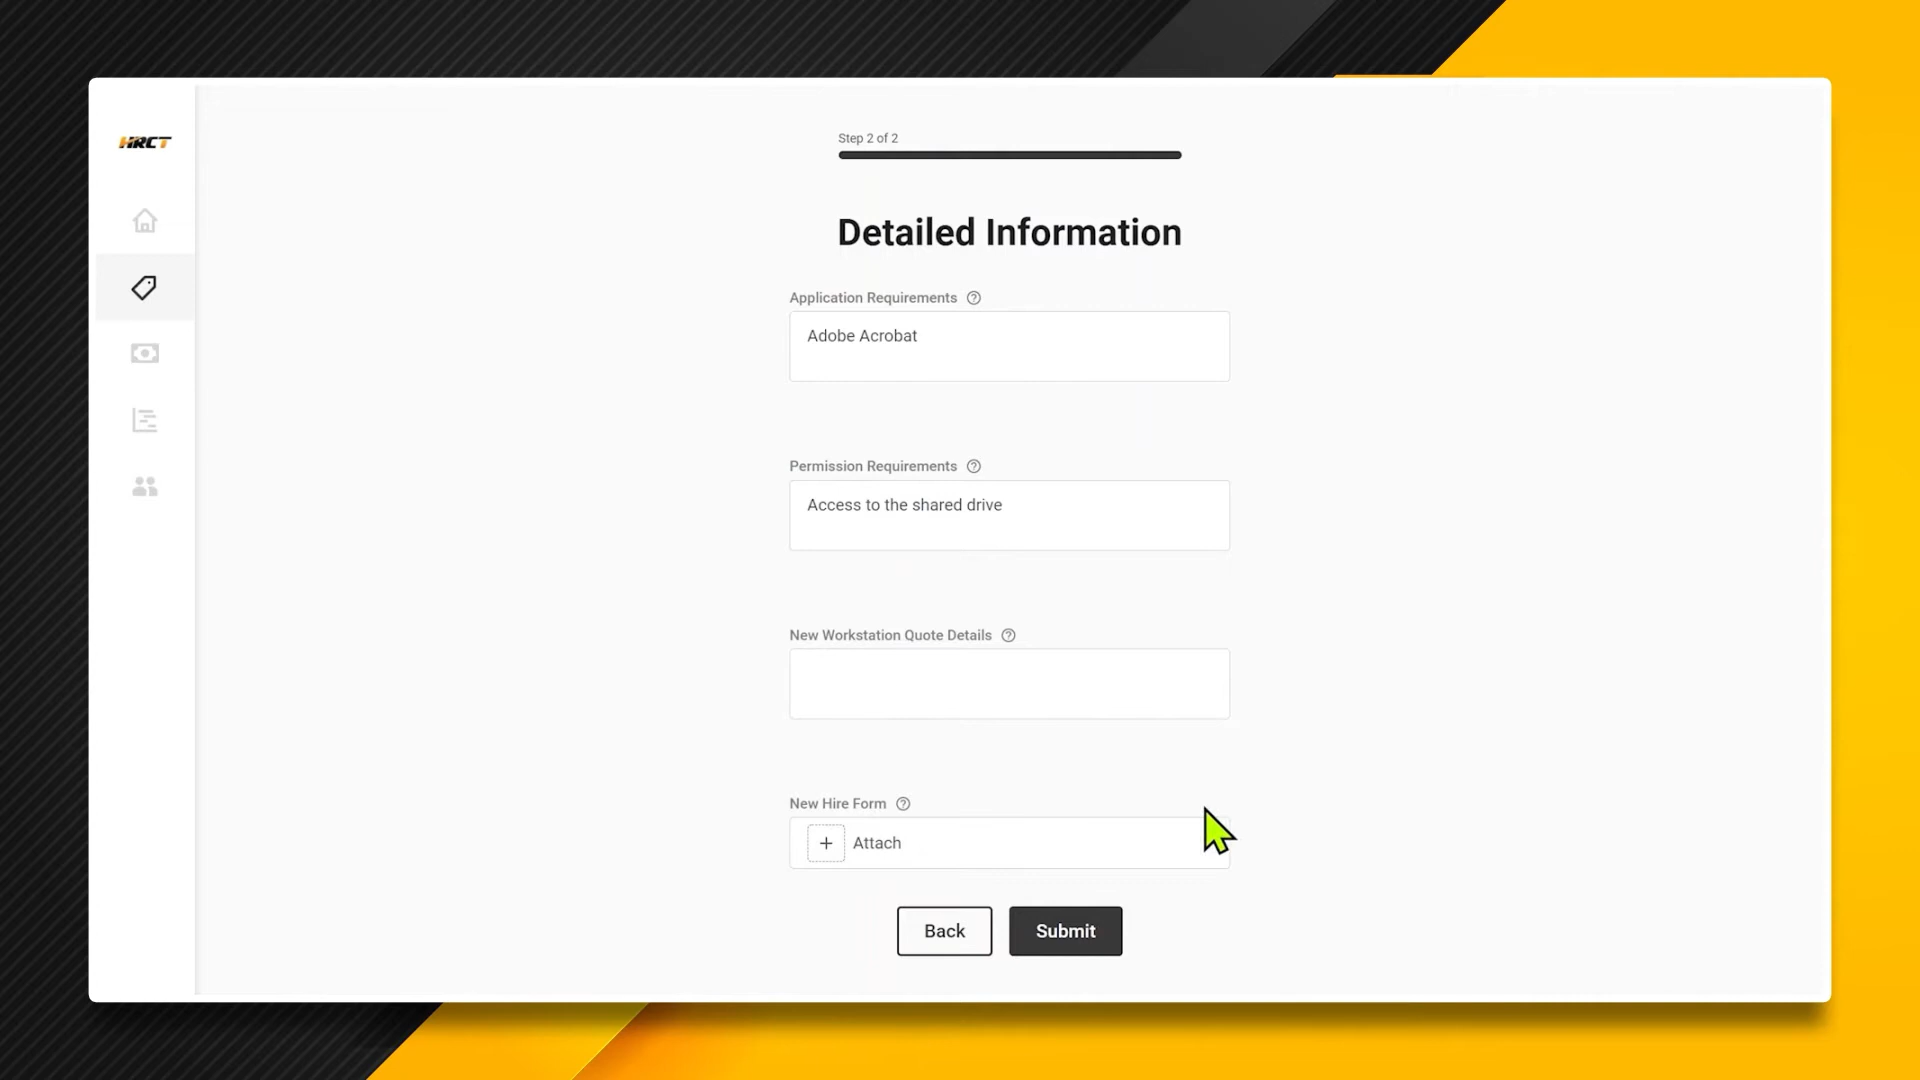 HRCT
Step 2 of 2
Detailed Information
Application Requirements
Adobe Acrobat
Permission Requirements
Access to the shared drive
New Workstation Quote Details
New Hire Form
+ Attach
Back
Submit